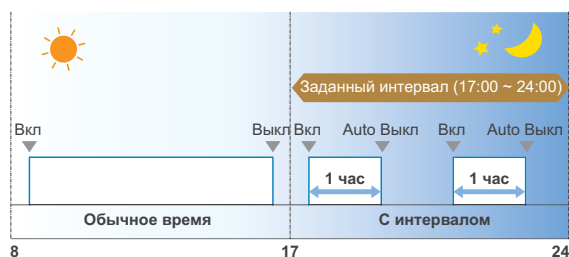 Заданный интервал (17:00 ~ 24:00)
Вкл Выкл Вкл Auto Выкл Вкл Auto Выкл
1 час 1 час
Обычное время С интервалом
8 17 24